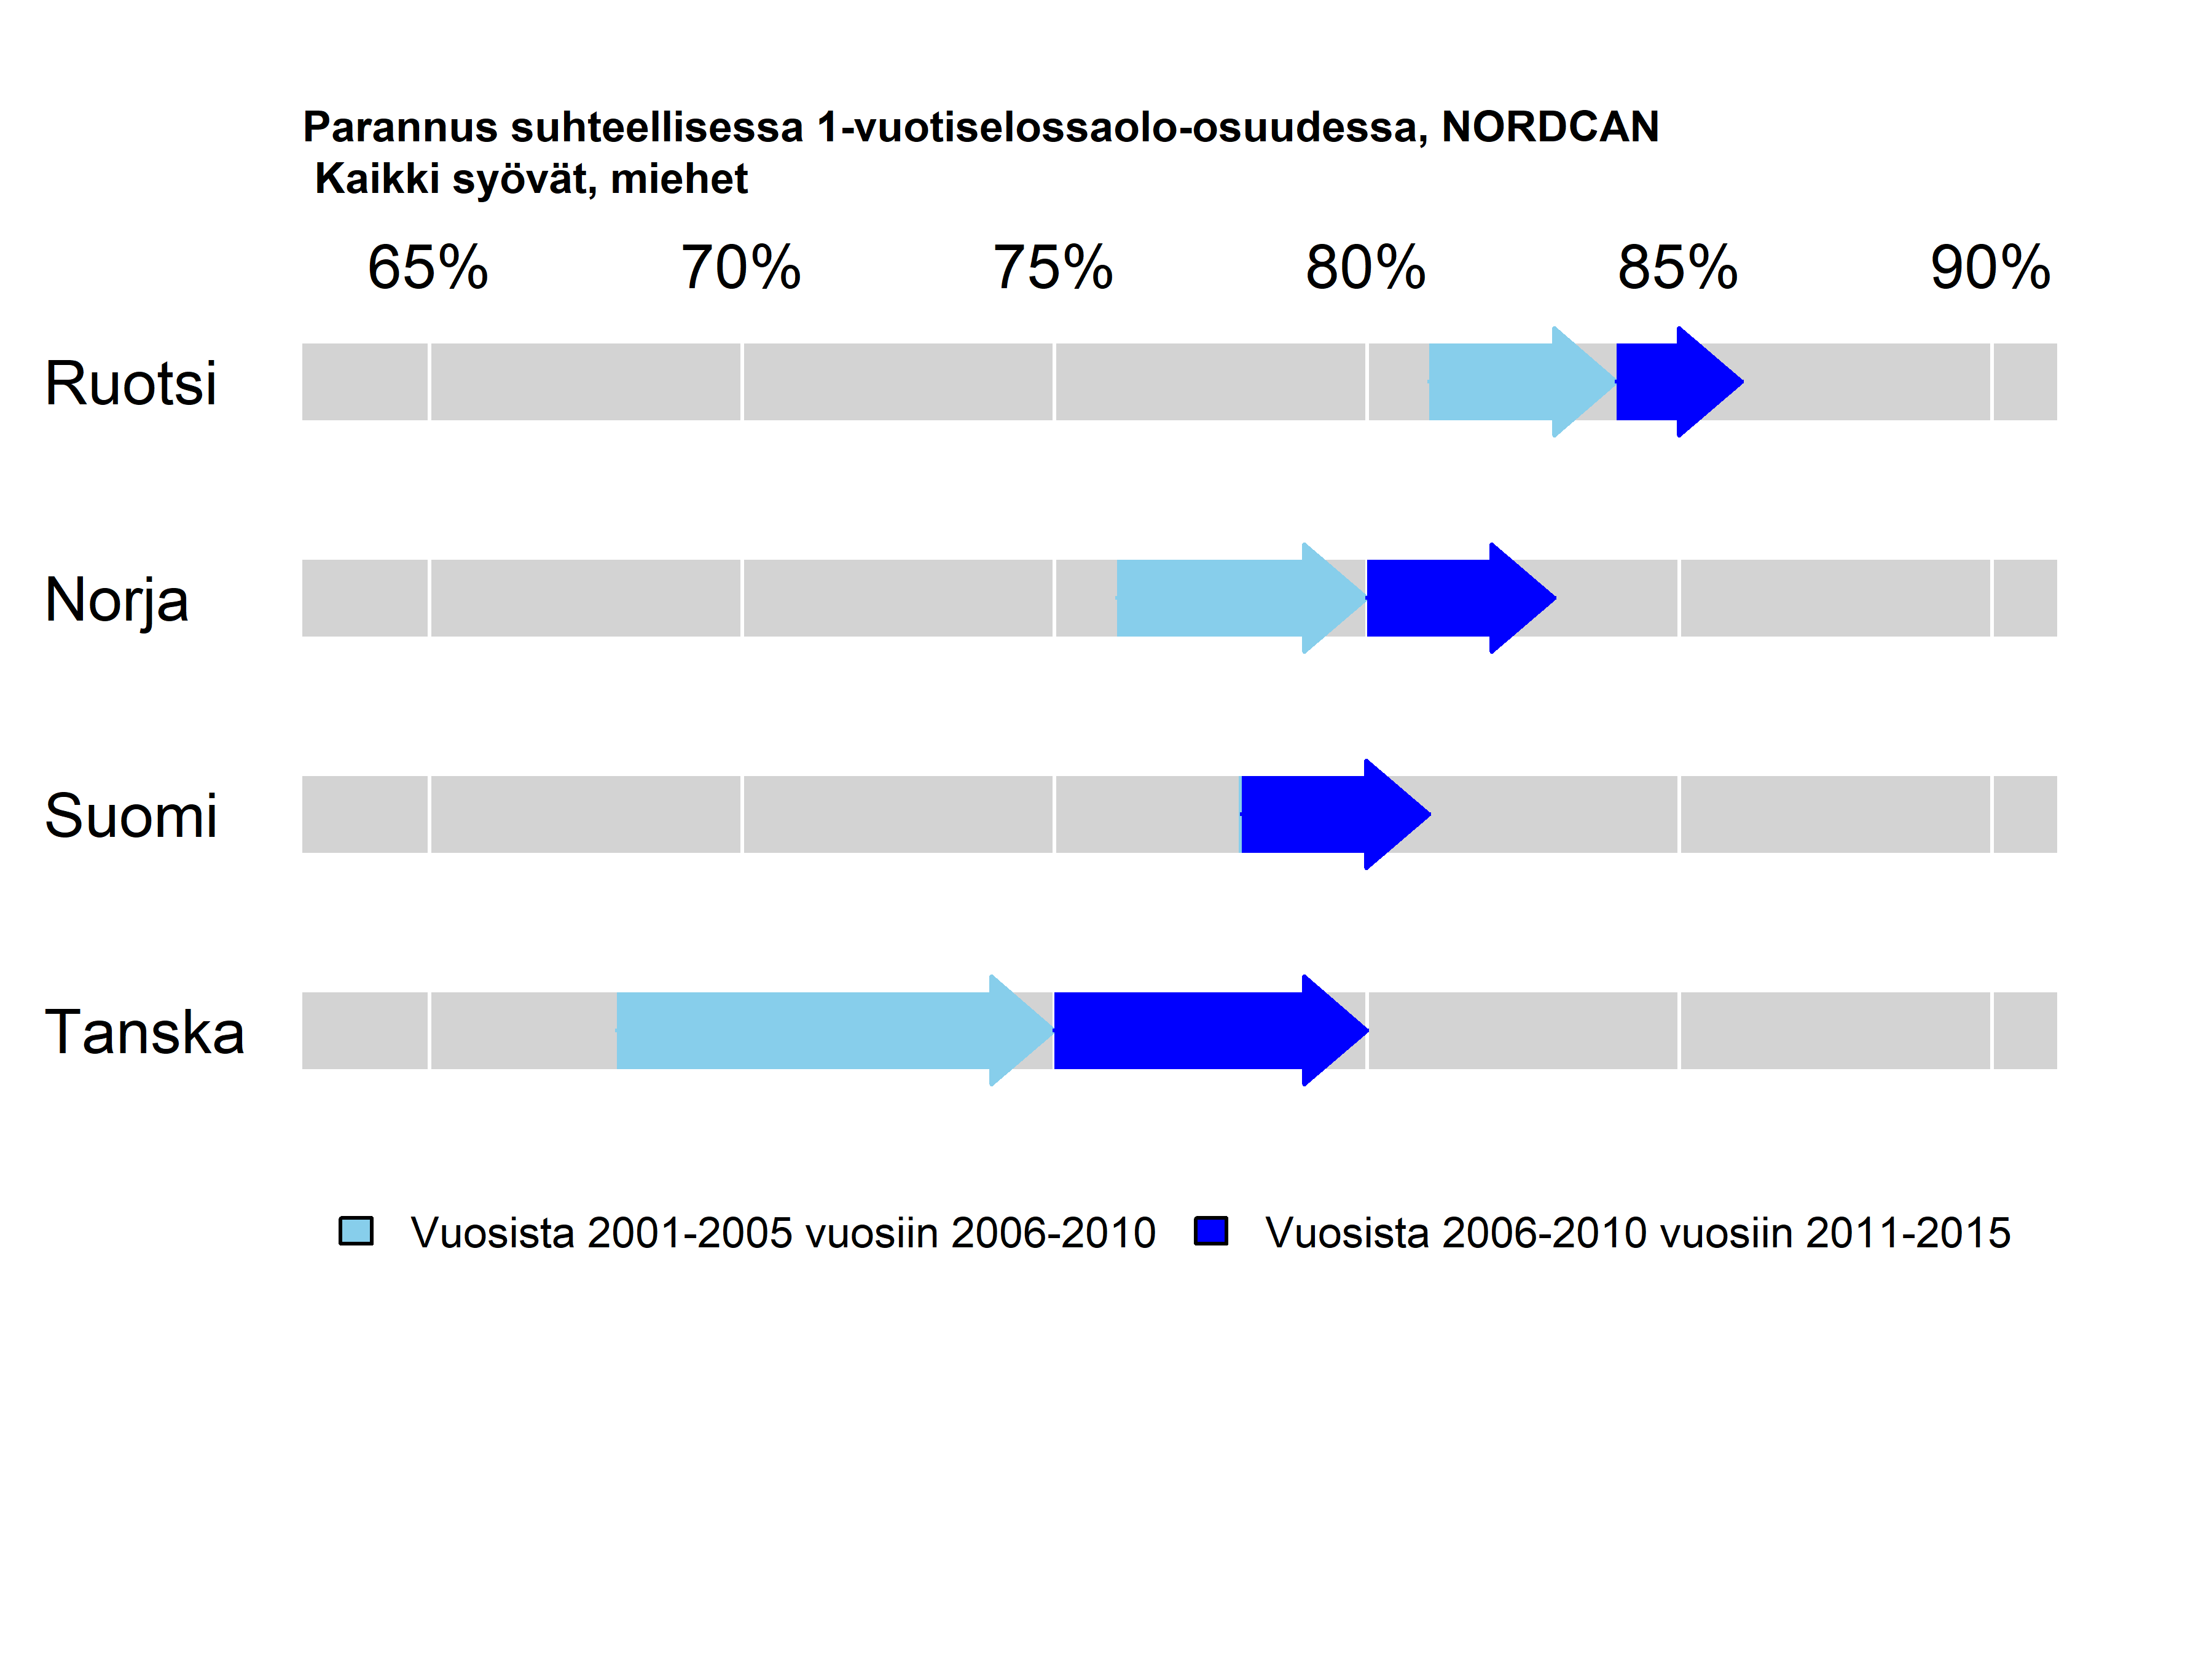 Parannus suhteellisessa 1-vuotiselossaolo-osuudessa, NORDCAN
Kaikki syövät, miehet
65% 70% 75% 80% 85% 90%
Ruotsi
Norja
Suomi
Tanska
Vuosista 2001-2005 vuosiin 2006-2010 Vuosista 2006-2010 vuosiin 2011-2015